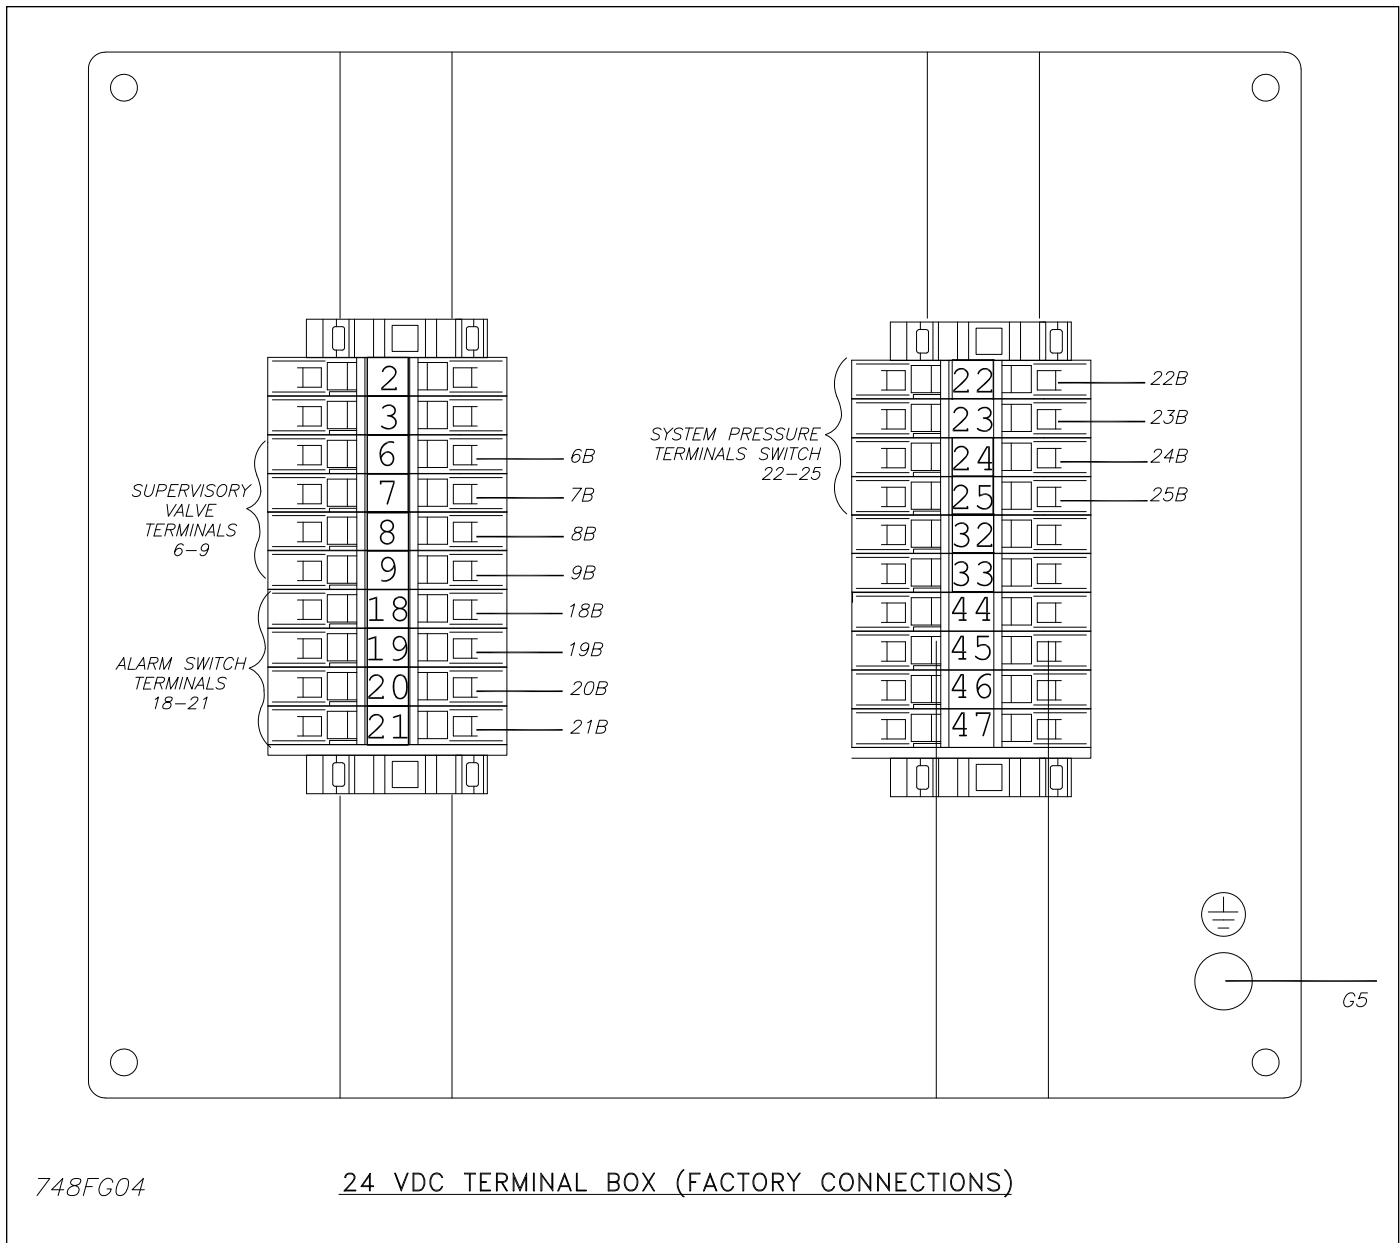 2
3
6
7
8
9
18
19
20
21
6B
7B
8B
9B
18B
19B
20B
21B
SUPERVISORY
VALVE
TERMINALS
6-9
ALARM SWITCH
TERMINALS
18-21
SYSTEM PRESSURE
TERMINALS SWITCH
22-25
22
23
24
25
32
33
44
45
46
47
22B
23B
24B
25B
G5
748FG04
24 VDC TERMINAL BOX (FACTORY CONNECTIONS)